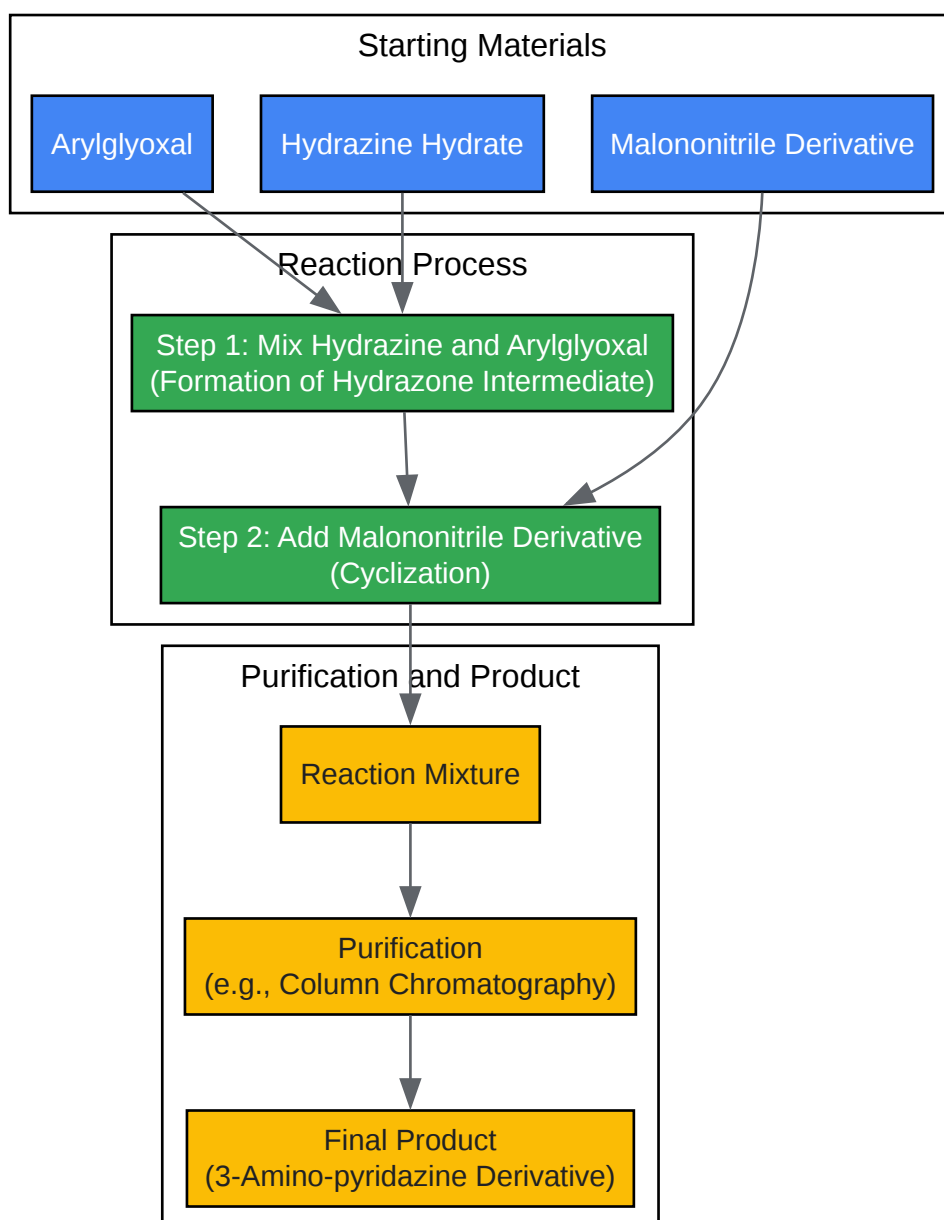 Starting Materials
Arylglyoxal
Hydrazine Hydrate
Malononitrile Derivative
Reaction Process
Step 1: Mix Hydrazine and Arylglyoxal
(Formation of Hydrazone Intermediate)
Step 2: Add Malononitrile Derivative
(Cyclization)
Purification and Product
Reaction Mixture
Purification
(e.g., Column Chromatography)
Final Product
(3-Amino-pyridazine Derivative)